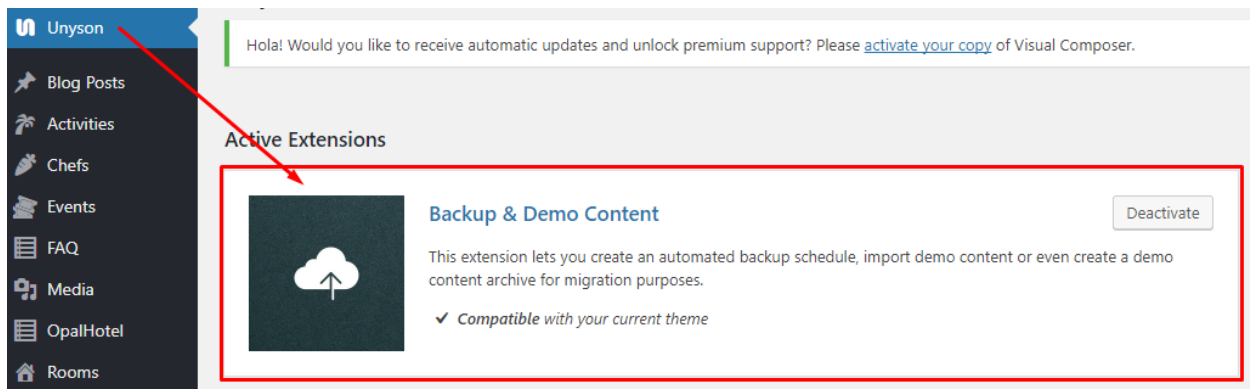 Unyson
Hola! Would you like to receive automatic updates and unlock premium support? Please activate your copy of Visual Composer.
Blog Posts
Activities
Active Extensions
Chefs
Events
Backup & Demo Content
Deactivate
FAQ
This extension lets you create an automated backup schedule, import demo content or even create a demo
content archive for migration purposes.
Media
✔ Compatible with your current theme
OpalHotel
Rooms